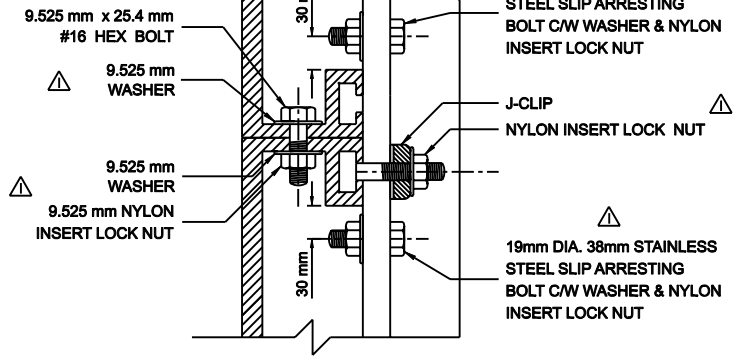 9.525 mm x 25.4 mm
#16 HEX BOLT
9.525 mm
WASHER
9.525 mm
WASHER
9.525 mm NYLON
INSERT LOCK NUT
30 m
30 mm
STEEL SLIP ARRESTING
BOLT C/W WASHER & NYLON
INSERT LOCK NUT
J-CLIP
NYLON INSERT LOCK NUT
19mm DIA. 38mm STAINLESS
STEEL SLIP ARRESTING
BOLT C/W WASHER & NYLON
INSERT LOCK NUT